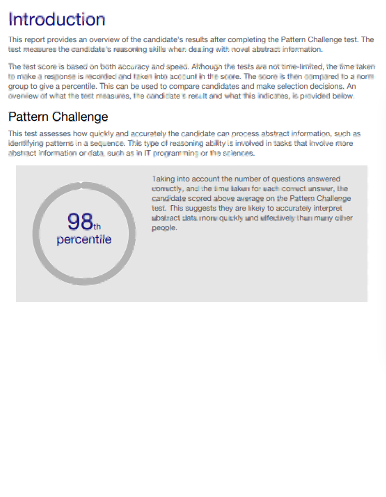 Introduction
This report provides an overview of the candidate's results after completing the Pattern Challenge test. The
test measures the candidate's reasoning skills when dealing with novel abstract information.
The test score is based on both accuracy and speed. Although the tests are not time-limited, the time taken
to make a response is recorded and taken into account in the score. The score is then compared to a norm
group to give a percentile. This can be used to compare candidates and make selection decisions. An
overview of what the test measures, the candidate's result and what this indicates, is provided below
Pattern Challenge
This test assesses how quickly and accurately the candidate can process abstract information, such as
identifying patterns in a sequence. This type of reasoning ability is involved in tasks that involve more
abstract information or data, such as in IT programming or the sciences.
98th
percentile
Taking into account the number of questions answered
correctly, and the time taken for each correct answer, the
candidate scored above average on the Pattern Challenge
test. This suggests they are likely to accurately interpret
abstract data more quickly and effectively than many other
people.